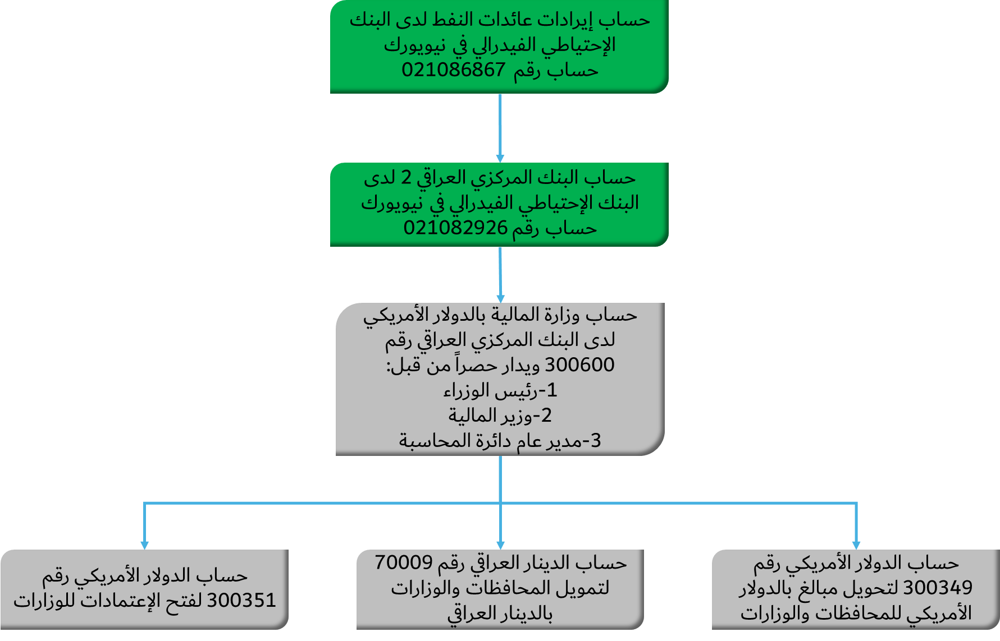 حساب إيرادات عائدات النفط لدى البنك
الإحتياطي الفيدرالي في نيويورك
حساب رقم 021086867
حساب البنك المركزي العراقي 2 لدى
البنك الإحتياطي الفيدرالي في نيويورك
حساب رقم 021082926
حساب وزارة المالية بالدولار الأمريكي
لدى البنك المركزي العراقي رقم
300600 ويدار حصراً من قبل:
1-رئيس الوزراء
2-وزير المالية
3-مدير عام دائرة المحاسبة
حساب الدولار الأمريكي رقم
300349 لتحويل مبالغ بالدولار
الأمريكي للمحافظات والوزارات
حساب الدينار العراقي رقم 70009
لتمويل المحافظات والوزارات
بالدينار العراقي
حساب الدولار الأمريكي رقم
300351 لفتح الإعتمادات للوزارات